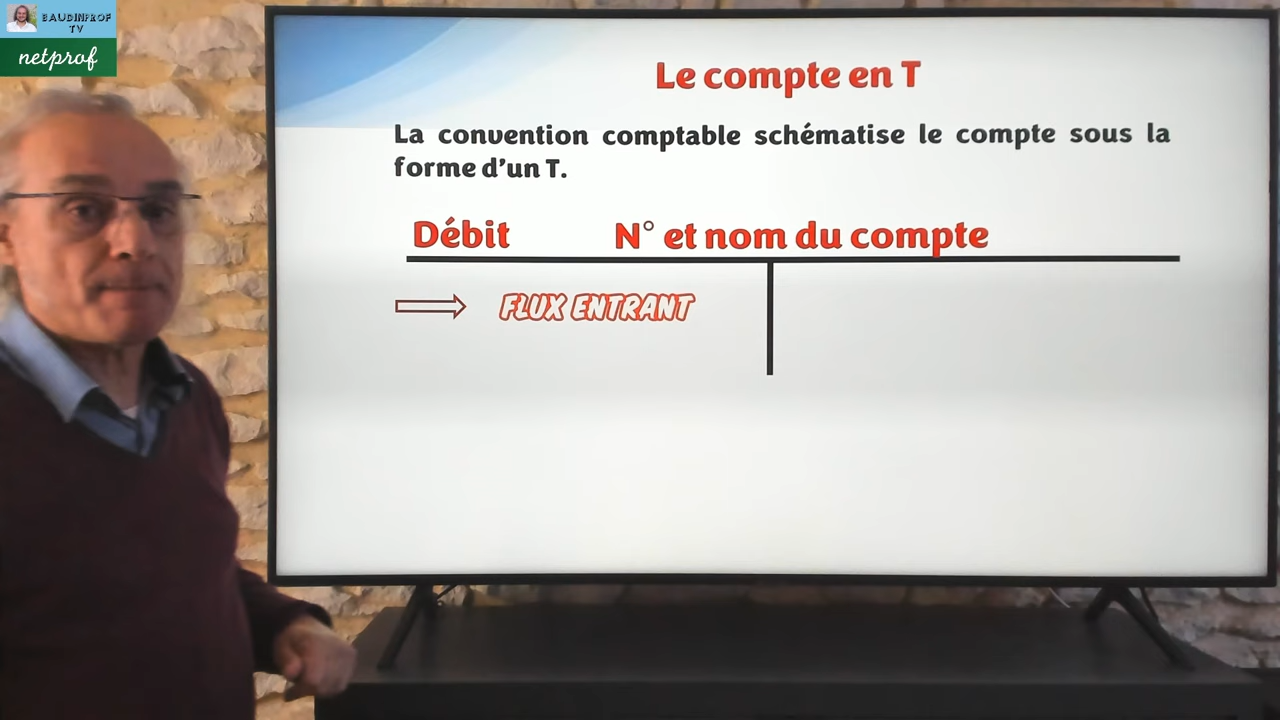 BAUDINPROF
TV
netprof
Le compte en T
La convention comptable schématise le compte sous la
forme d'un T.
Débit N° et nom du compte
FLUX ENTRANT